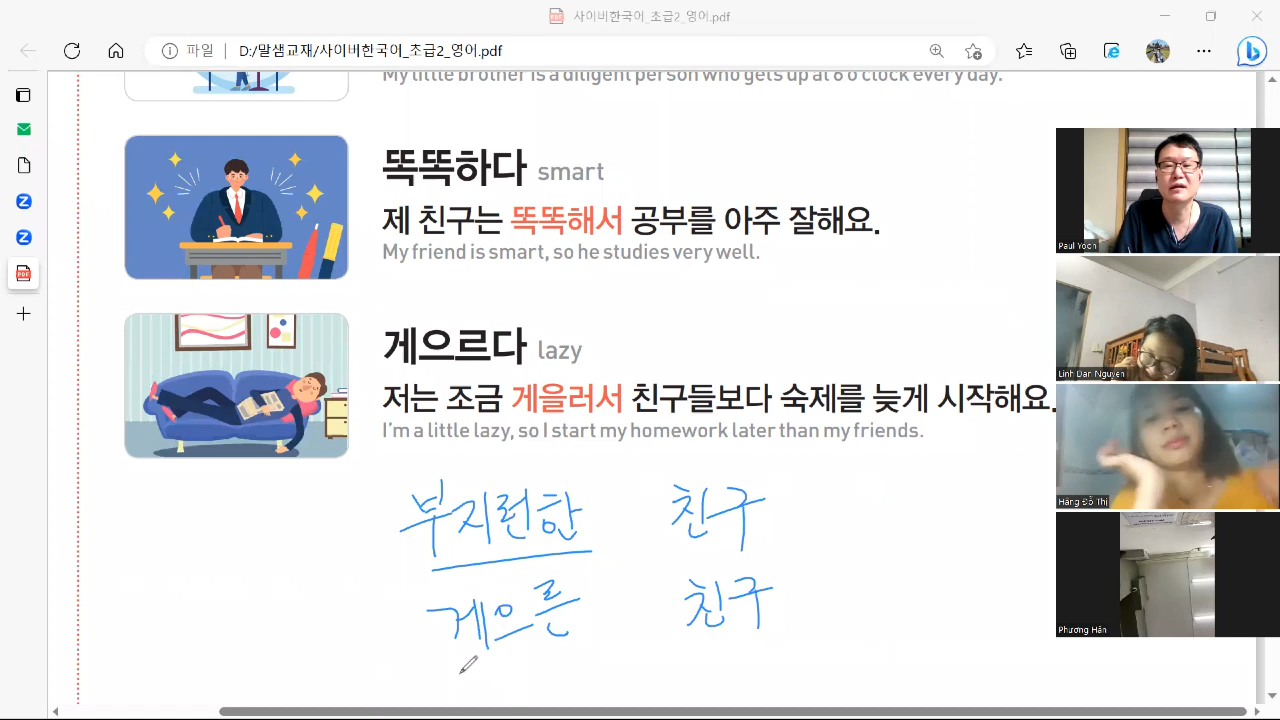 사이버한국어_초급2_영어.pdf
파일 D:/말샘교재/사이버한국어_초급2_영어.pdf
My little brother is a diligent person who gets up at 6 o'clock every day.
똑똑하다 smart
제 친구는 똑똑해서 공부를 아주 잘해요.
My friend is smart, so he studies very well.
게으르다 lazy
저는 조금 게을러서 친구들보다 숙제를 늦게 시작해요.
I'm a little lazy, so I start my homework later than my friends.
부지런한 친구
게으른 친구
Paul Yoon
Linh Dan Nguyen
Hằng Đỗ Thị
Phương Hân